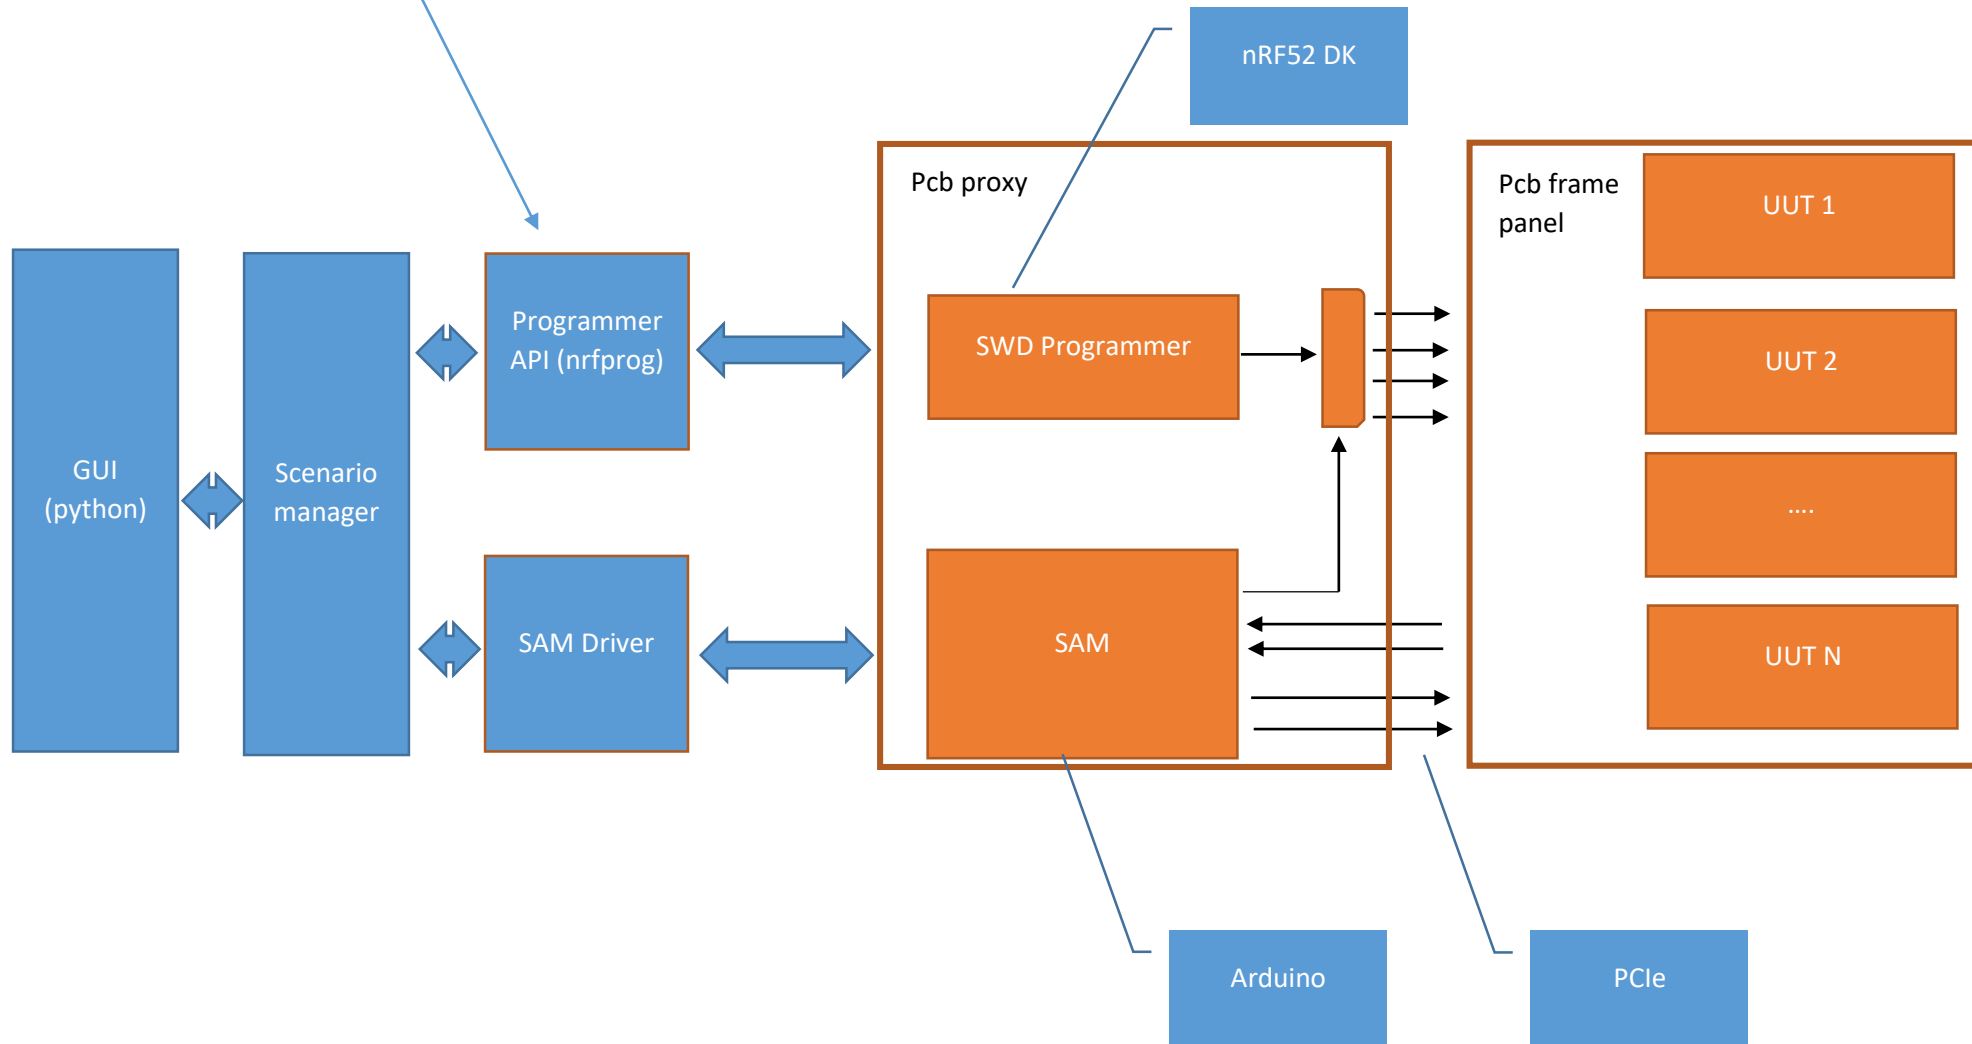 nRF52 DK
Pcb proxy
Pcb frame
panel
UUT 1
Programmer
API (nrfprog)
SWD Programmer
UUT 2
GUI
(python)
Scenario
manager
….
SAM Driver
SAM
UUT N
Arduino
PCIe